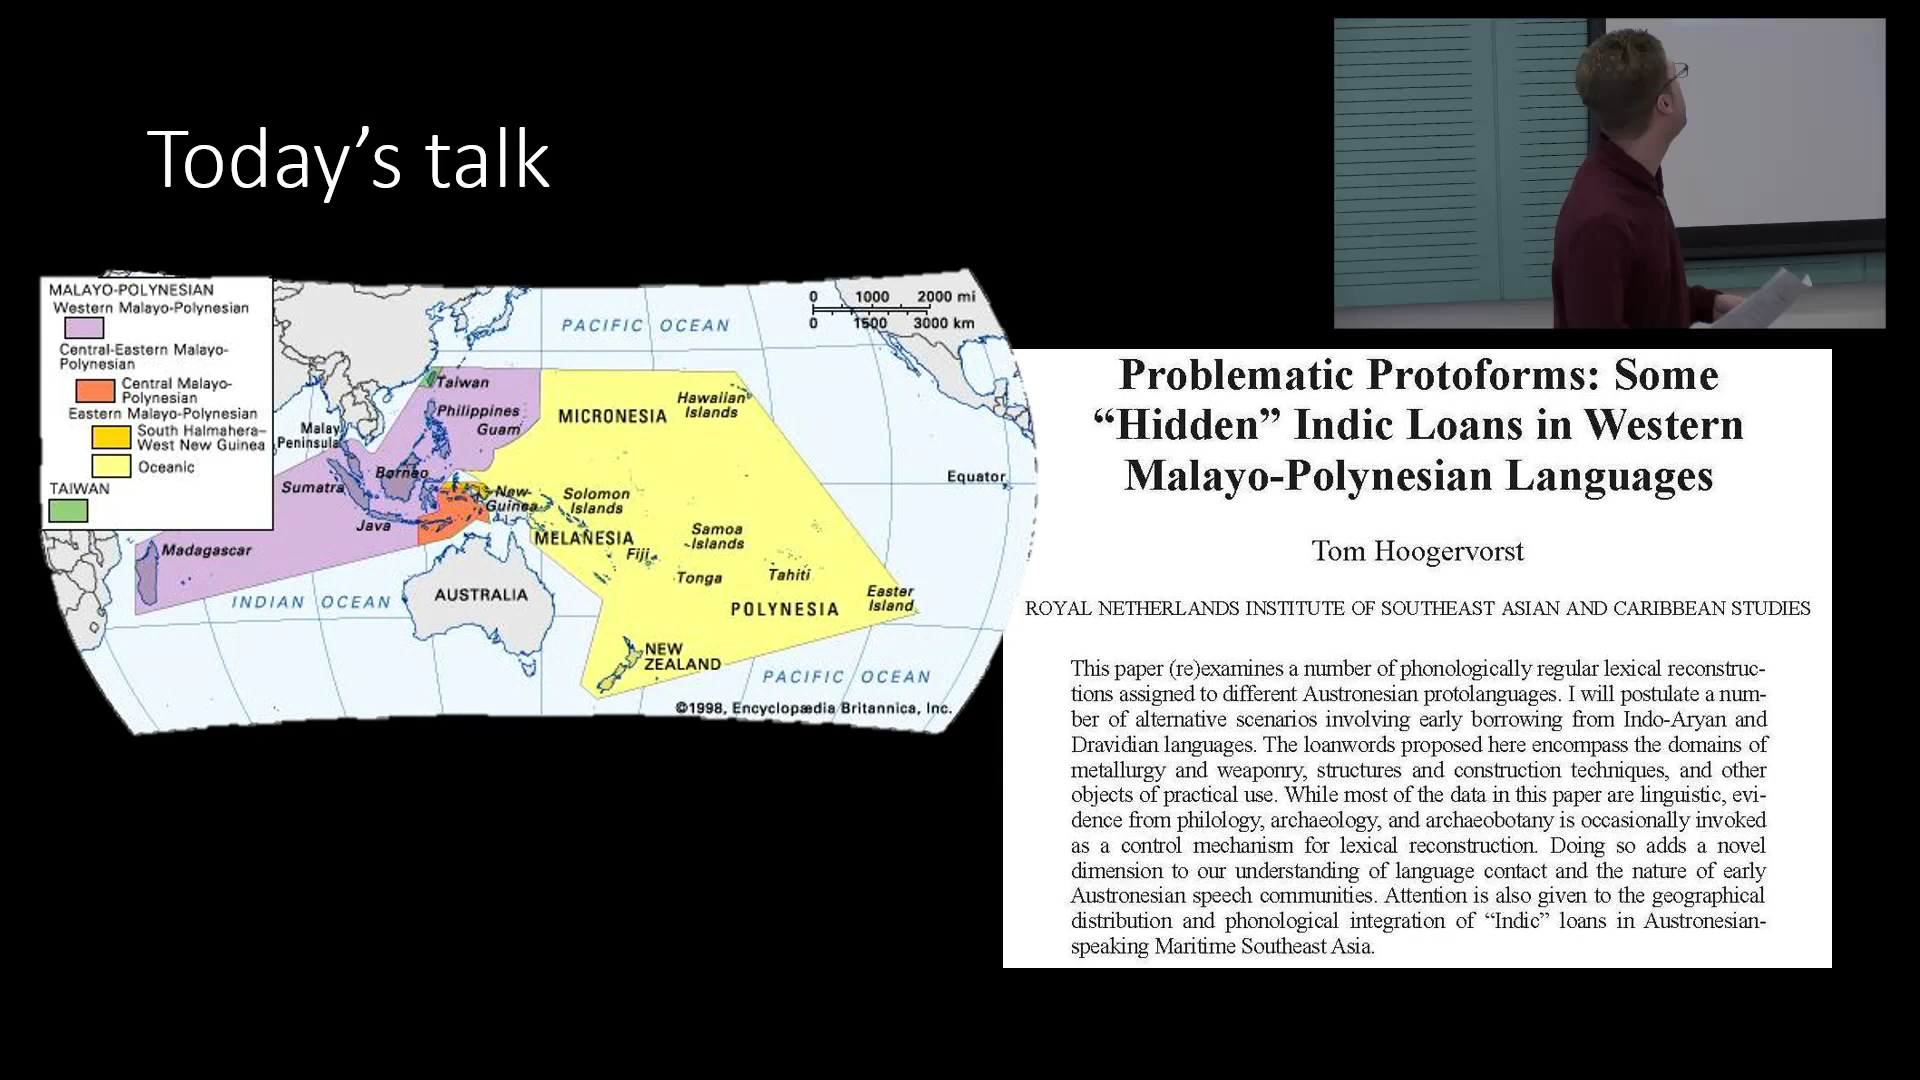 Today’s talk
MALAYO-POLYNESIAN
Western Malayo-Polynesian
Central-Eastern Malayo-
Polynesian
Central Malayo-
Polynesian
Eastern Malayo-Polynesian
South Halmahera–
West New Guinea
Oceanic
TAIWAN
0 1000 2000 mi
0 1500 3000 km
PACIFIC OCEAN
Taiwan
Philippines
Guam
MICRONESIA
Hawaiian
Islands
Malay
Peninsula
Borneo
Sumatra
Java
New
Guinea
Solomon
Islands
Equator
MELANESIA
Samoa
Islands
Fiji
Tonga
Tahiti
Madagascar
INDIAN OCEAN
AUSTRALIA
POLYNESIA
Easter
Island
NEW
ZEALAND
PACIFIC OCEAN
©1998, Encyclopædia Britannica, Inc.
Problematic Protoforms: Some
“Hidden” Indic Loans in Western
Malayo-Polynesian Languages
Tom Hoogervorst
ROYAL NETHERLANDS INSTITUTE OF SOUTHEAST ASIAN AND CARIBBEAN STUDIES
This paper (re)examines a number of phonologically regular lexical reconstruc-
tions assigned to different Austronesian protolanguages. I will postulate a num-
ber of alternative scenarios involving early borrowing from Indo-Aryan and
Dravidian languages. The loanwords proposed here encompass the domains of
metallurgy and weaponry, structures and construction techniques, and other
objects of practical use. While most of the data in this paper are linguistic, evi-
dence from philology, archaeology, and archaeobotany is occasionally invoked
as a control mechanism for lexical reconstruction. Doing so adds a novel
dimension to our understanding of language contact and the nature of early
Austronesian speech communities. Attention is also given to the geographical
distribution and phonological integration of “Indic” loans in Austronesian-
speaking Maritime Southeast Asia.